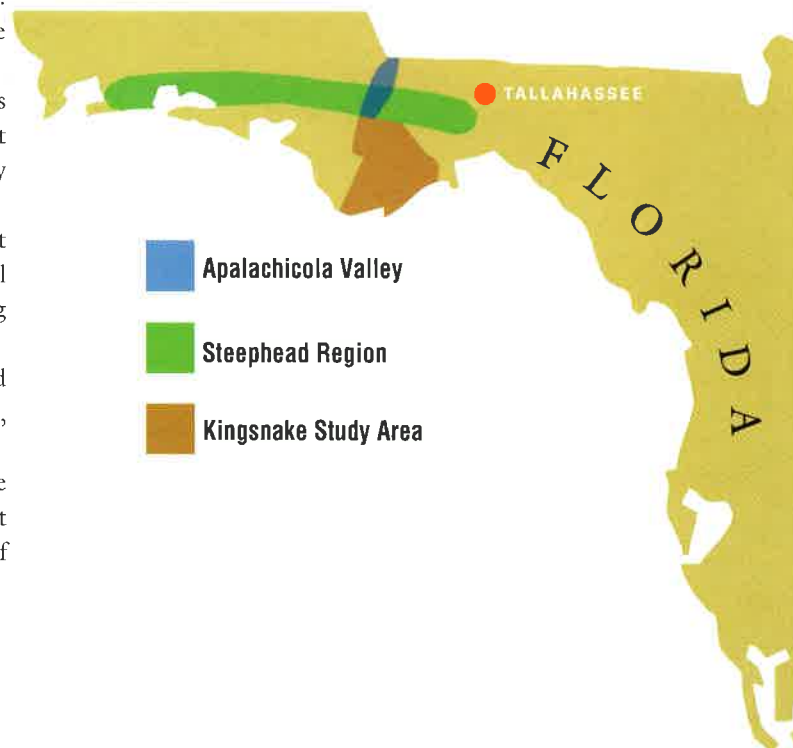 TALLAHASSEE
FLORIDA
Apalachicola Valley
Steephead Region
Kingsnake Study Area